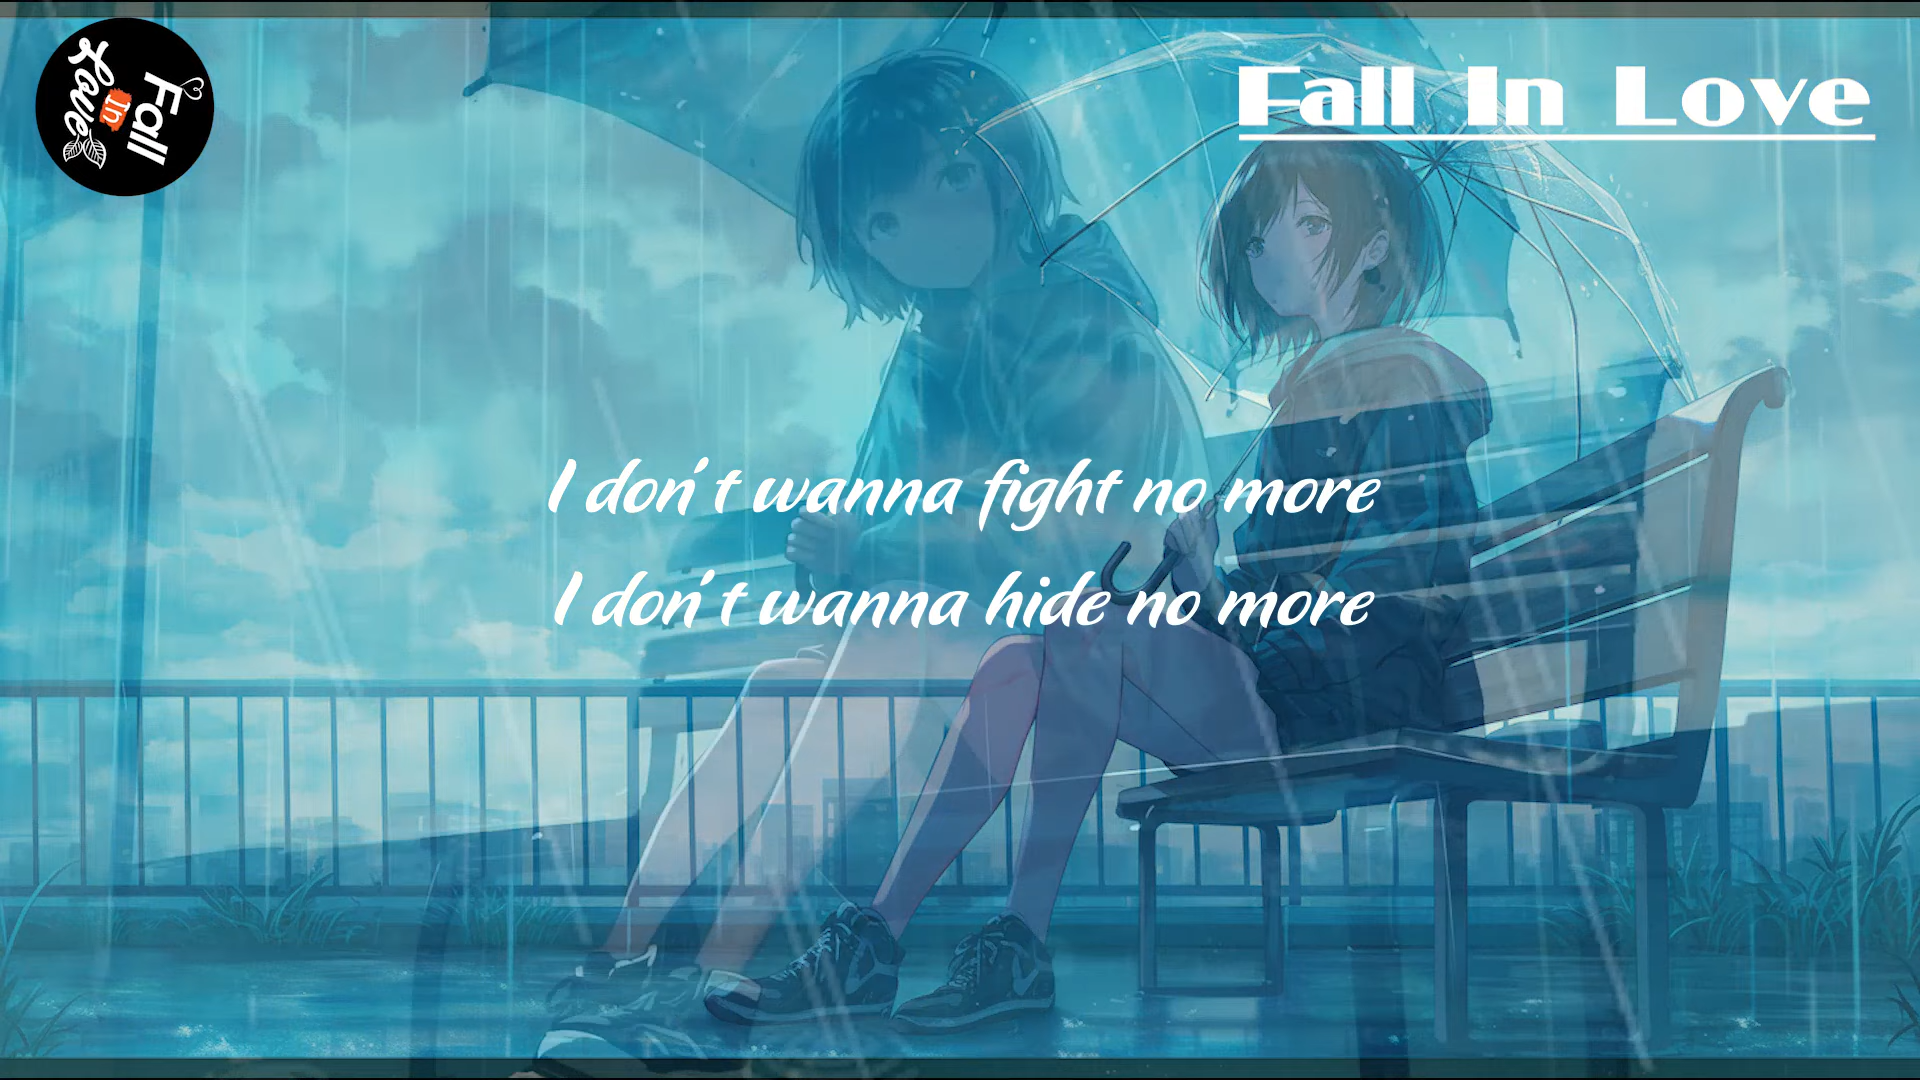 Love
In
Fall
Fall In Love
I don't wanna fight no more
I don't wanna hide no more